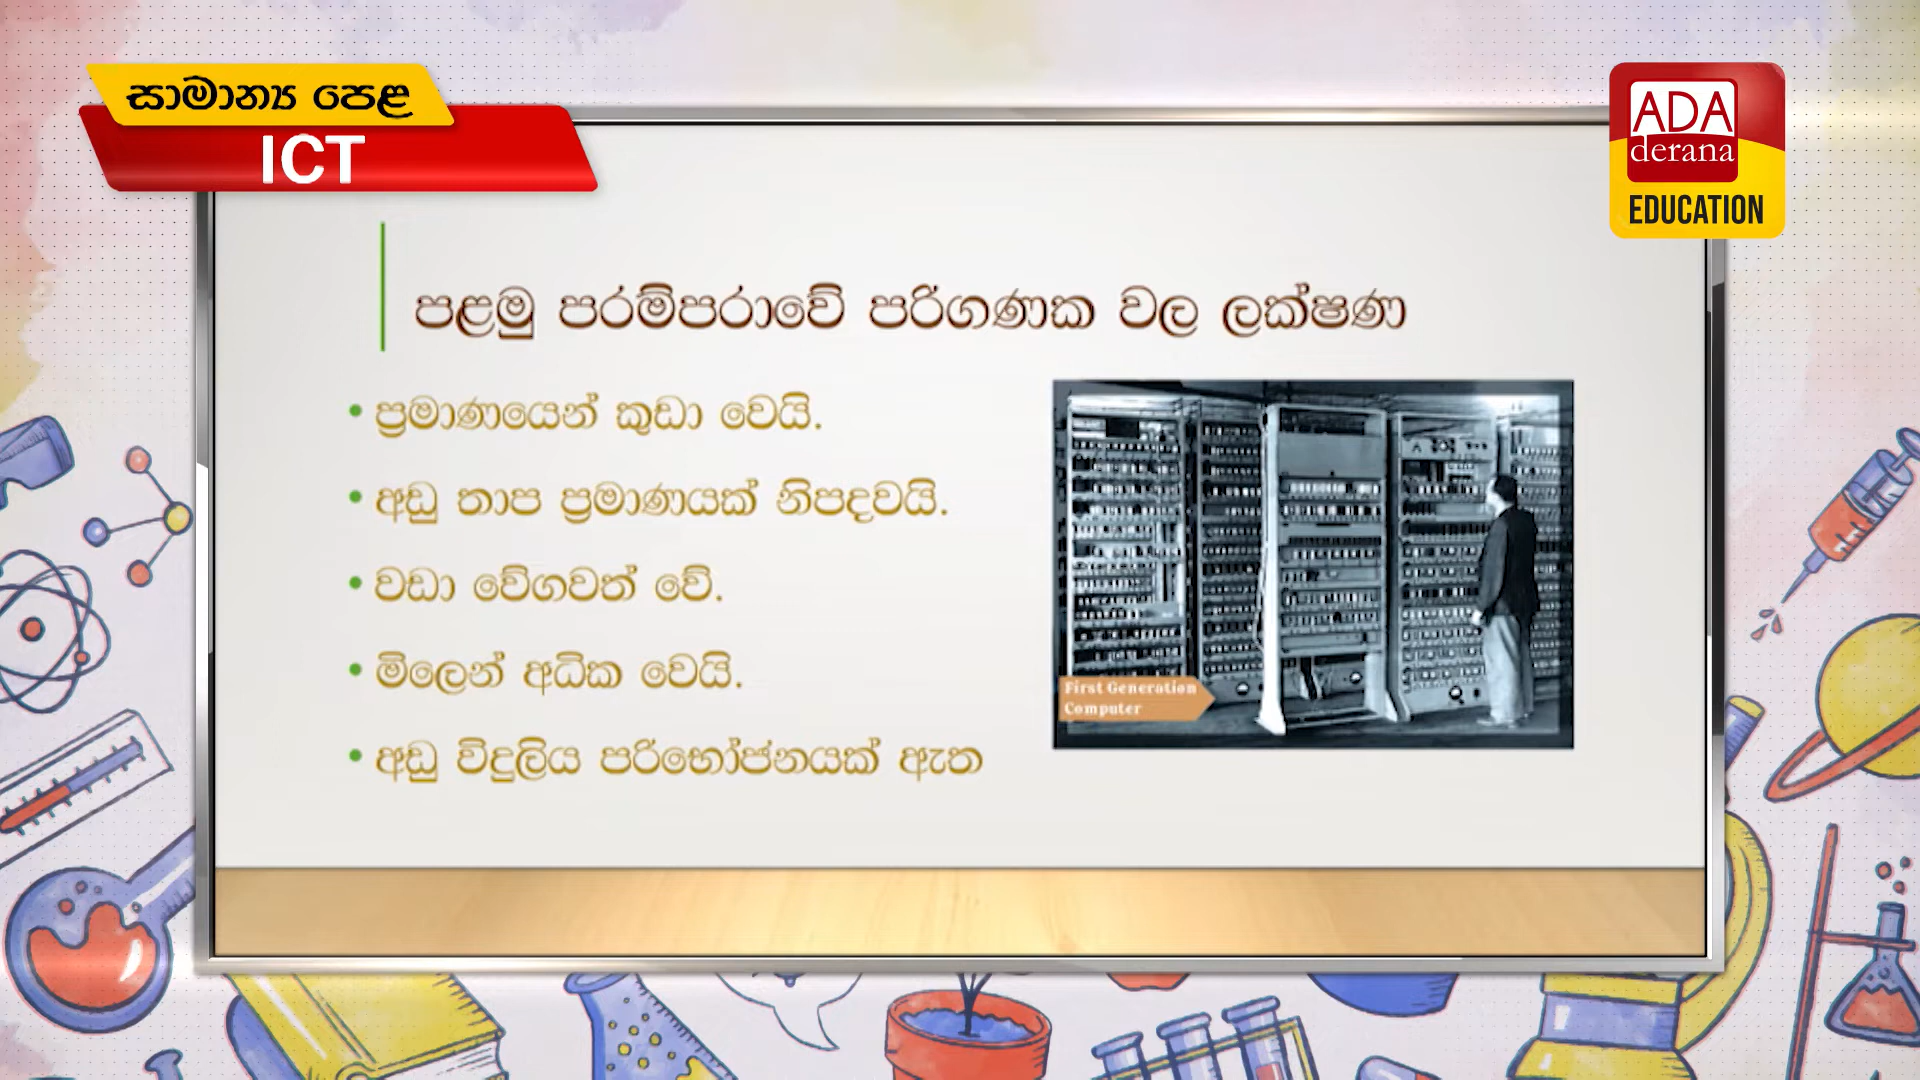 සාමාන්‍ය පෙළ
ICT
ADA
derana
EDUCATION
පළමු පරම්පරාවේ පරිගණක වල ලක්ෂණ
• ප්‍රමාණයෙන් කුඩා වෙයි.
• අඩු තාප ප්‍රමාණයක් නිපදවයි.
• වඩා වේගවත් වේ.
• මිලෙන් අධික වෙයි.
• අඩු විදුලිය පරිභෝජනයක් ඇත
First Generation
Computer